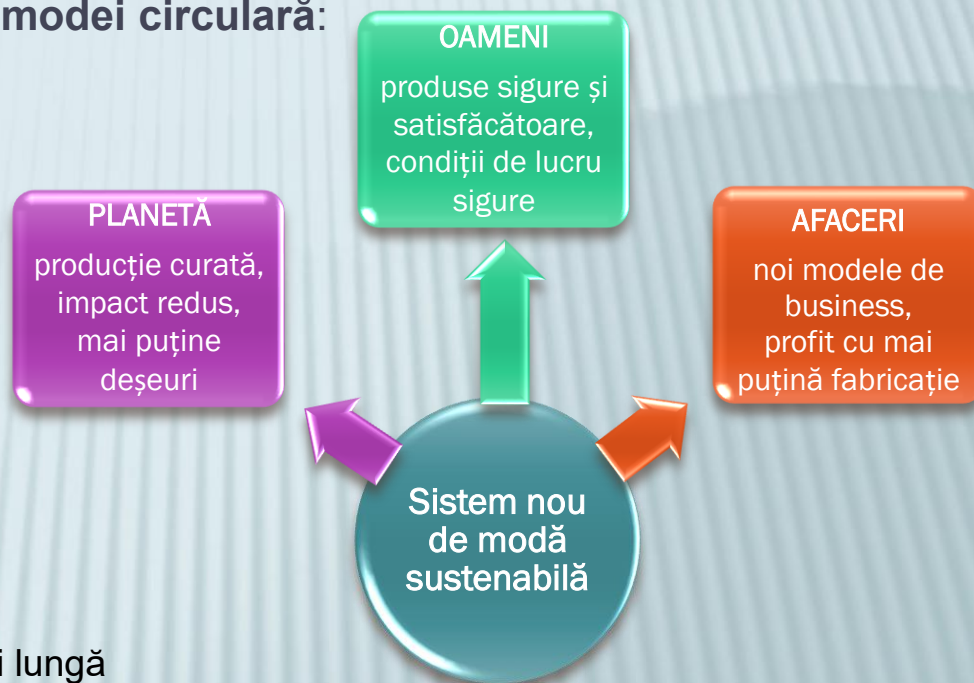 modei circulară:
OAMENI
produse sigure și
satisfăcătoare,
condiții de lucru
sigure
PLANETĂ
producție curată,
impact redus,
mai puține
deșeuri
AFACERI
noi modele de
business,
profit cu mai
puțină fabricație
Sistem nou
de modă
sustenabilă
i lungă